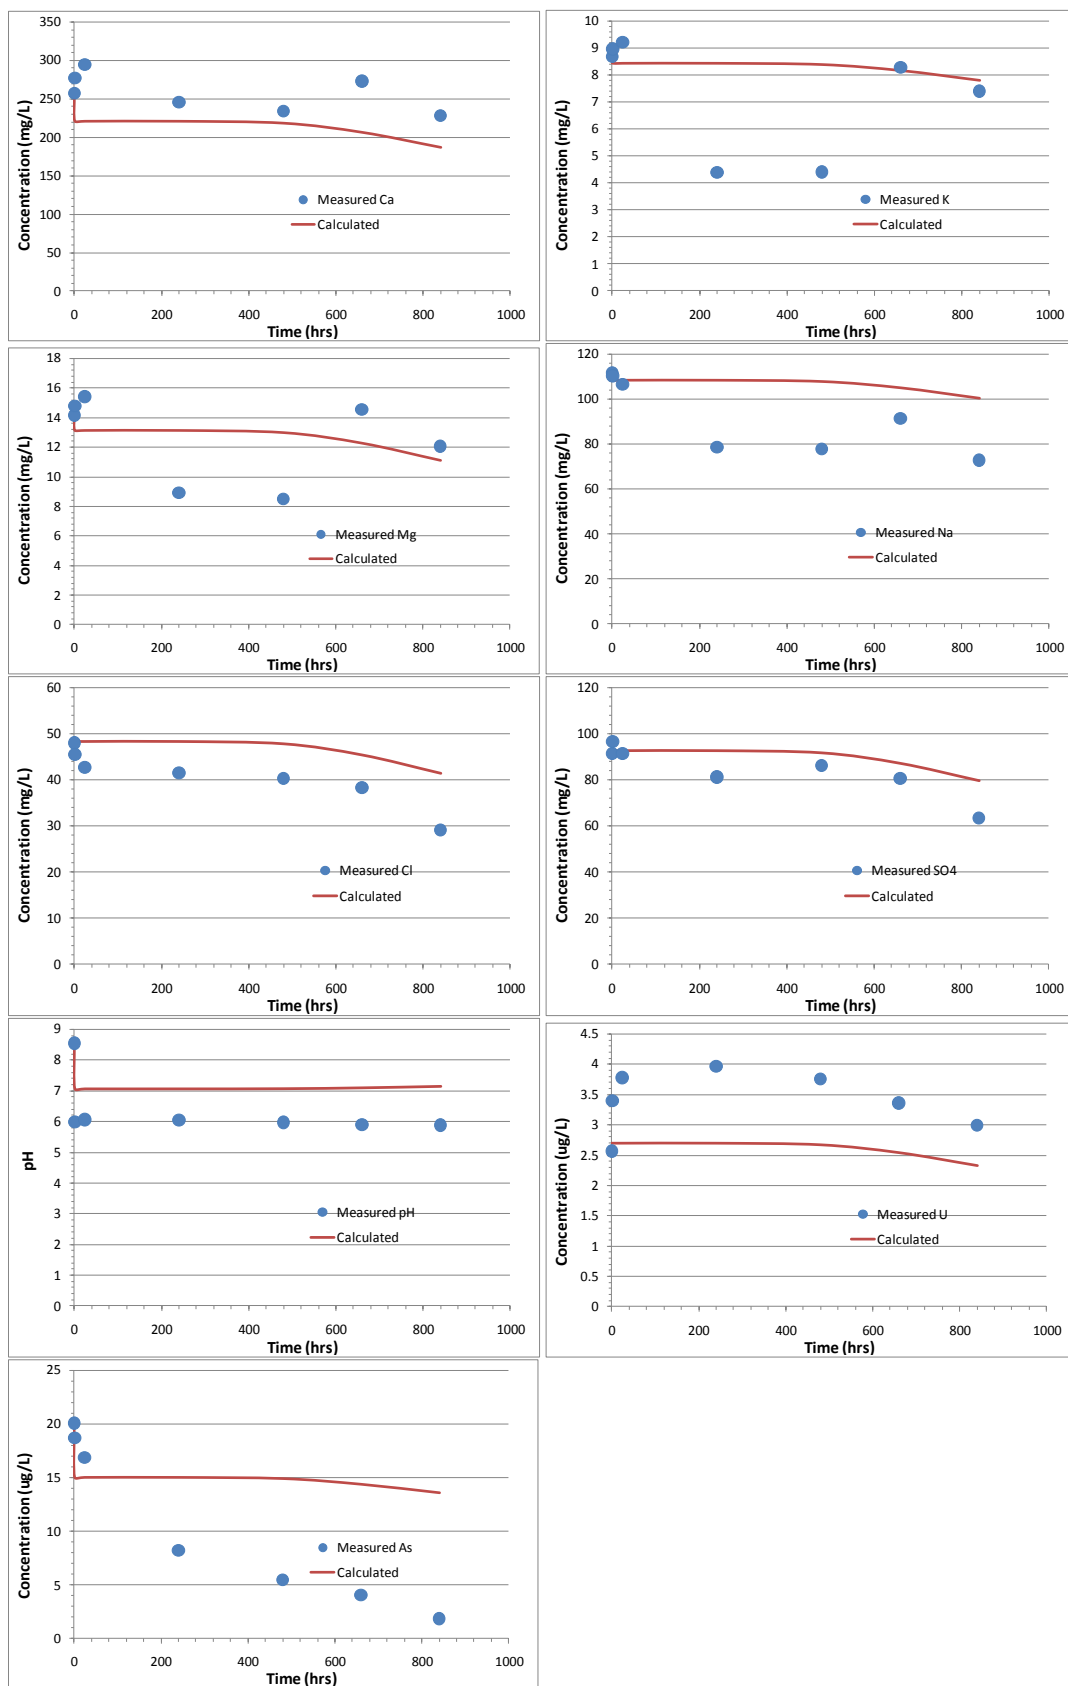 350
300
250
200
150
100
50
0
Concentration (mg/L)
Measured Ca
Calculated
0 200 400 600 800 1000
Time (hrs)
10
9
8
7
6
5
4
3
2
1
0
Concentration (mg/L)
Measured K
Calculated
0 200 400 600 800 1000
Time (hrs)
18
16
14
12
10
8
6
4
2
0
Concentration (mg/L)
Measured Mg
Calculated
0 200 400 600 800 1000
Time (hrs)
120
100
80
60
40
20
0
Concentration (mg/L)
Measured Na
Calculated
0 200 400 600 800 1000
Time (hrs)
60
50
40
30
20
10
0
Concentration (mg/L)
Measured Cl
Calculated
0 200 400 600 800 1000
Time (hrs)
120
100
80
60
40
20
0
Concentration (mg/L)
Measured SO4
Calculated
0 200 400 600 800 1000
Time (hrs)
9
8
7
6
5
4
3
2
1
0
pH
Measured pH
Calculated
0 200 400 600 800 1000
Time (hrs)
4.5
4
3.5
3
2.5
2
1.5
1
0.5
0
Concentration (ug/L)
Measured U
Calculated
0 200 400 600 800 1000
Time (hrs)
25
20
15
10
5
0
Concentration (ug/L)
Measured As
Calculated
0 200 400 600 800 1000
Time (hrs)